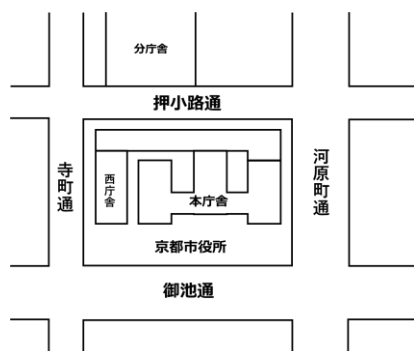 分庁舎
押小路通
寺町通
西庁舎
本庁舎
河原町通
京都市役所
御池通